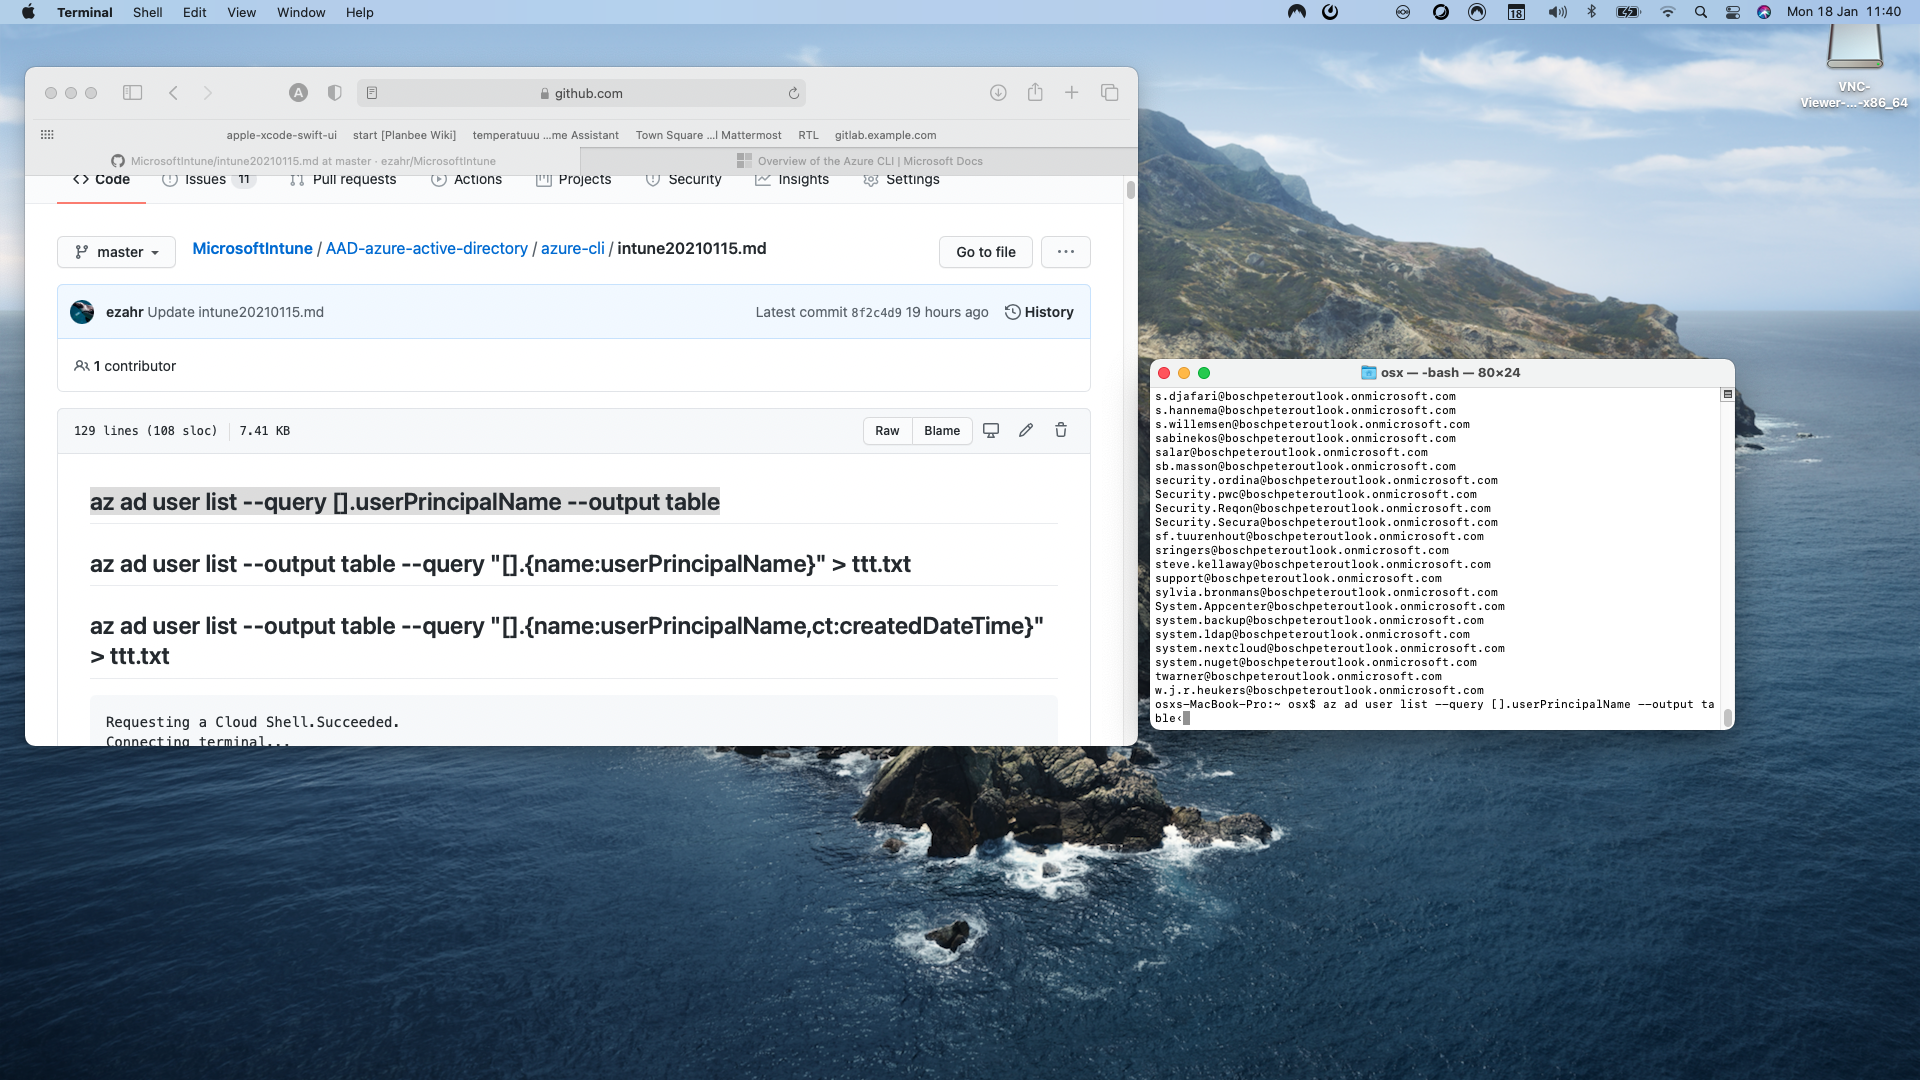 Terminal Shell Edit View Window Help
18 Mon 18 Jan 11:40
VNC-
Viewer-...-x86_64
github.com
apple-xcode-swift-ui start [Planbee Wiki] temperatuuu ...me Assistant Town Square ...l Mattermost RTL gitlab.example.com
MicrosoftIntune/intune20210115.md at master · ezahr/MicrosoftIntune Overview of the Azure CLI | Microsoft Docs
Code Issues 11 Pull requests Actions Projects Security Insights Settings
master MicrosoftIntune / AAD-azure-active-directory / azure-cli / intune20210115.md Go to file ...
ezahr Update intune20210115.md Latest commit 8f2c4d9 19 hours ago History
1 contributor
129 lines (108 sloc) 7.41 KB Raw Blame
az ad user list --query [].userPrincipalName --output table
az ad user list --output table --query "[].{name:userPrincipalName}" > ttt.txt
az ad user list --output table --query "[].{name:userPrincipalName,ct:createdDateTime}"
> ttt.txt
Requesting a Cloud Shell.Succeeded.
Connecting terminal...
osx — -bash — 80×24
s.djafari@boschpeteroutlook.onmicrosoft.com
s.hannema@boschpeteroutlook.onmicrosoft.com
s.willemsen@boschpeteroutlook.onmicrosoft.com
sabinekos@boschpeteroutlook.onmicrosoft.com
salar@boschpeteroutlook.onmicrosoft.com
sb.masson@boschpeteroutlook.onmicrosoft.com
security.ordina@boschpeteroutlook.onmicrosoft.com
Security.pwc@boschpeteroutlook.onmicrosoft.com
Security.Reqon@boschpeteroutlook.onmicrosoft.com
Security.Secura@boschpeteroutlook.onmicrosoft.com
sf.tuurenhout@boschpeteroutlook.onmicrosoft.com
sringers@boschpeteroutlook.onmicrosoft.com
steve.kellaway@boschpeteroutlook.onmicrosoft.com
support@boschpeteroutlook.onmicrosoft.com
sylvia.bronmans@boschpeteroutlook.onmicrosoft.com
System.Appcenter@boschpeteroutlook.onmicrosoft.com
system.backup@boschpeteroutlook.onmicrosoft.com
system.ldap@boschpeteroutlook.onmicrosoft.com
system.nextcloud@boschpeteroutlook.onmicrosoft.com
system.nuget@boschpeteroutlook.onmicrosoft.com
twarner@boschpeteroutlook.onmicrosoft.com
w.j.r.heukers@boschpeteroutlook.onmicrosoft.com
osxs-MacBook-Pro:~ osx$ az ad user list --query [].userPrincipalName --output ta
ble‹